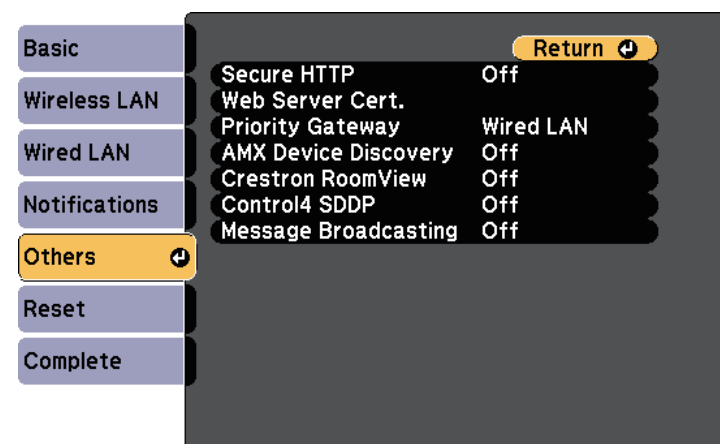 Basic
Wireless LAN
Wired LAN
Notifications
Others
Reset
Complete
Return
Secure HTTP Off
Web Server Cert.
Priority Gateway Wired LAN
AMX Device Discovery Off
Crestron RoomView Off
Control4 SDDP Off
Message Broadcasting Off